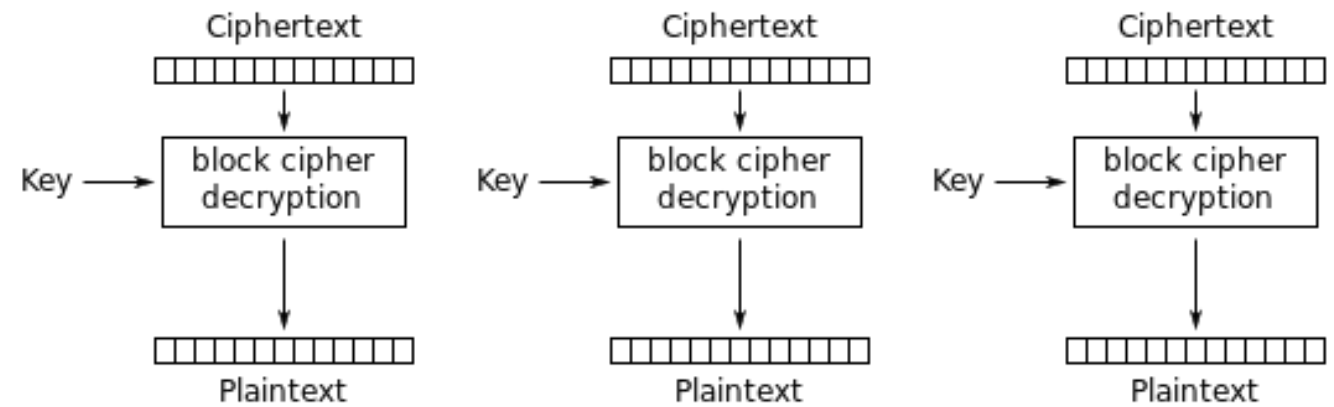 Ciphertext
Ciphertext
Ciphertext
Key
block cipher
decryption
Key
block cipher
decryption
Key
block cipher
decryption
Plaintext
Plaintext
Plaintext